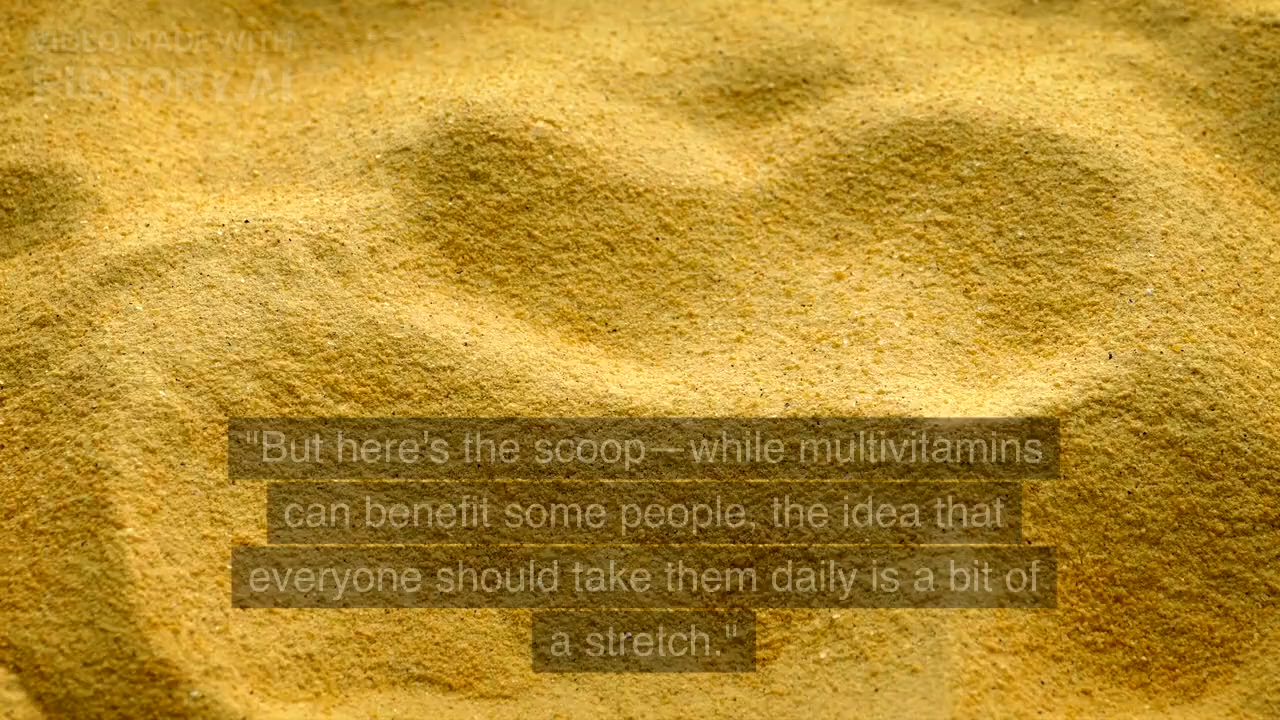 VIDEO MADE WITH
PICTORY.AI
"But here's the scoop—while multivitamins
can benefit some people, the idea that
everyone should take them daily is a bit of
a stretch."